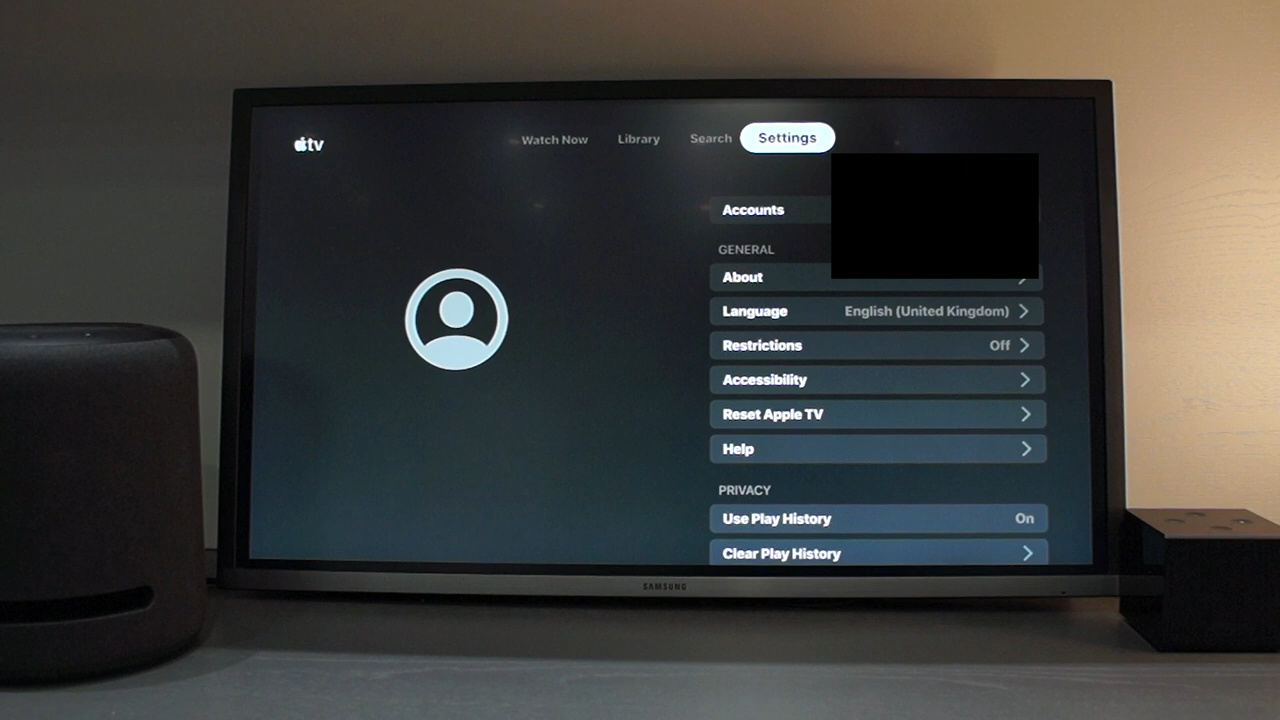 tv
Watch Now Library Search Settings
Accounts
GENERAL
About
Language English (United Kingdom)
Restrictions Off
Accessibility
Reset Apple TV
Help
PRIVACY
Use Play History On
Clear Play History
SAMSUNG